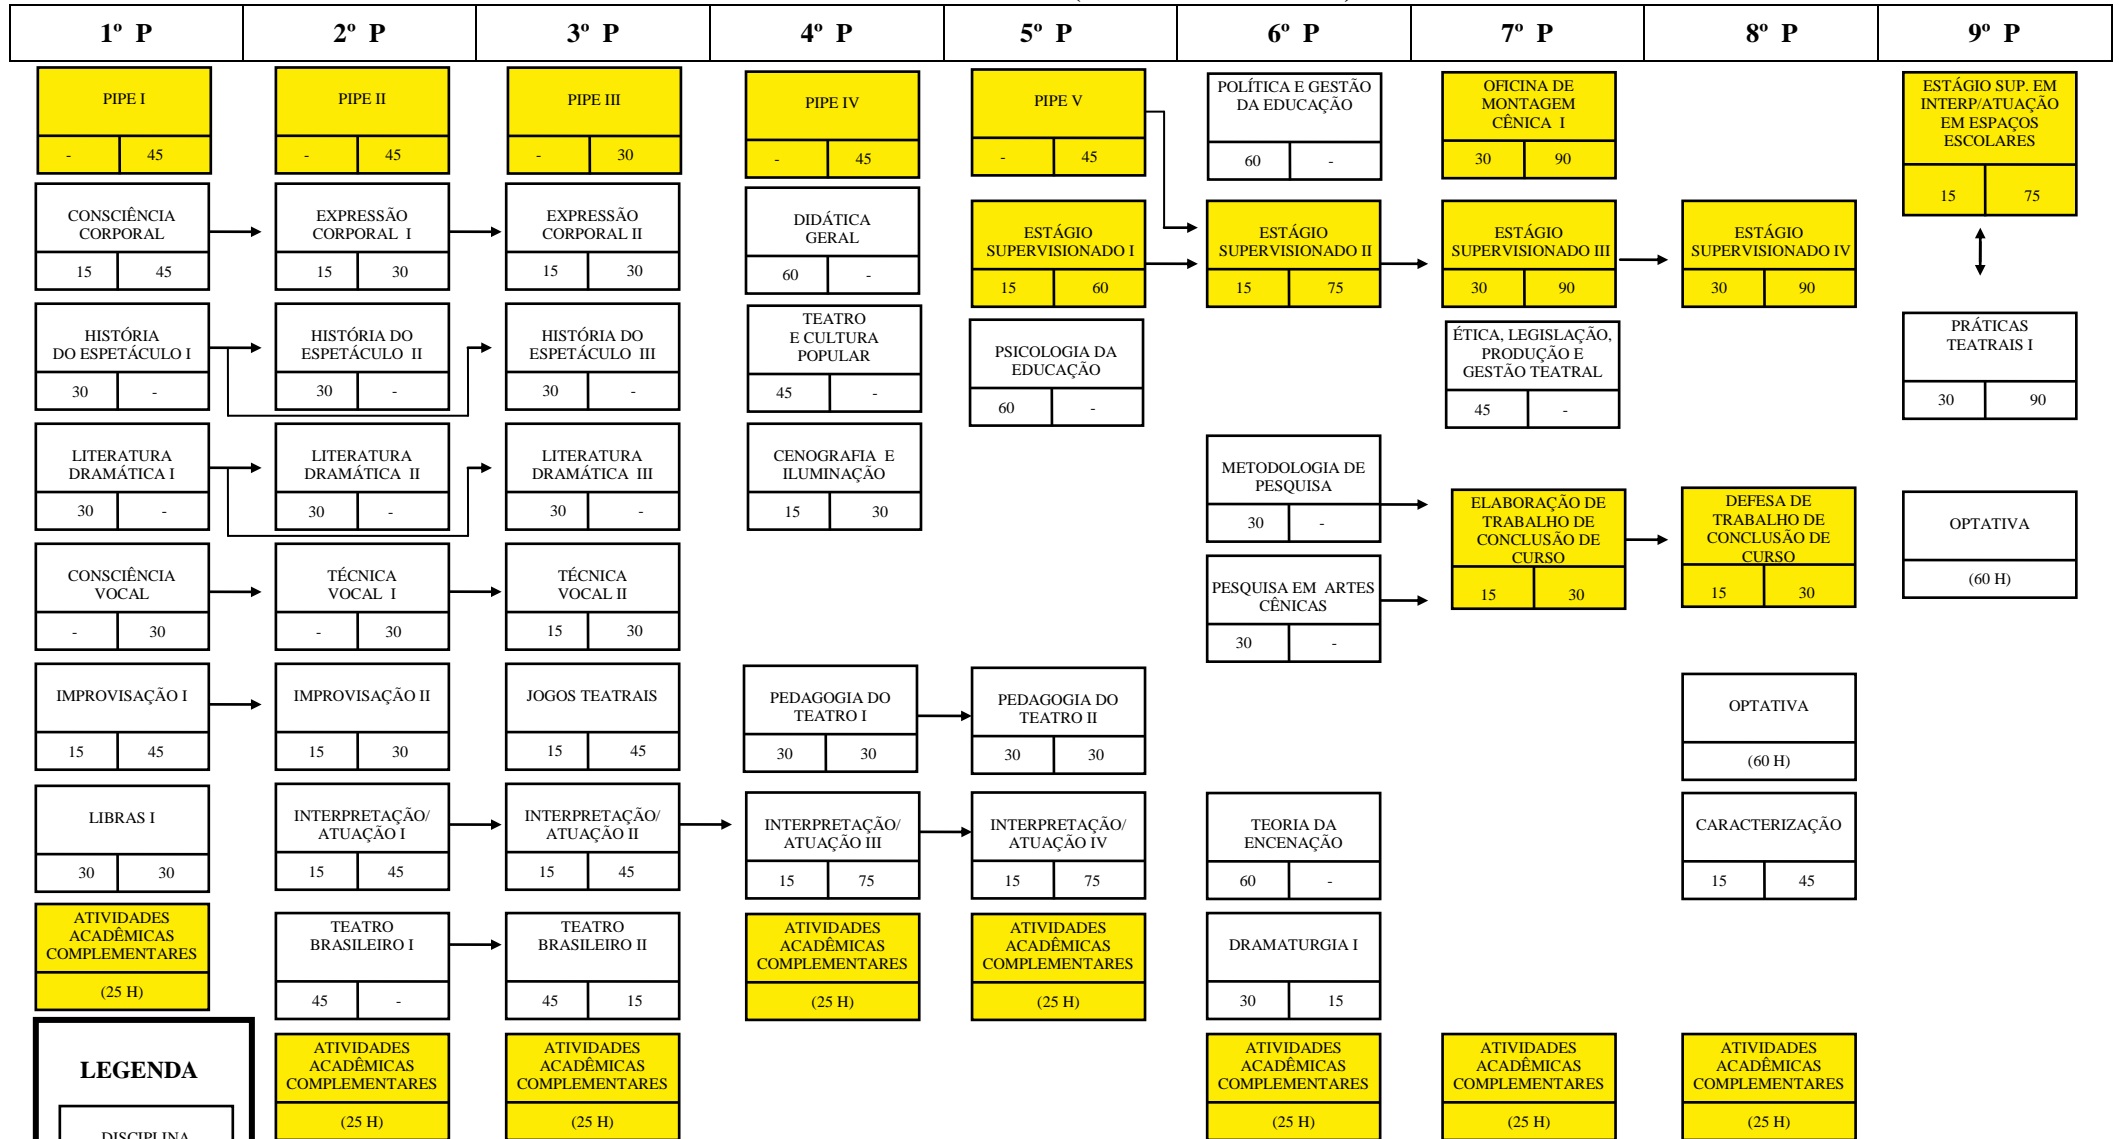 1º P
2º P
3º P
4º P
5º P
6º P
7º P
8º P
9º P
PIPE I
- 45
CONSCIÊNCIA
CORPORAL
15 45
HISTÓRIA
DO ESPETÁCULO I
30 -
LITERATURA
DRAMÁTICA I
30 -
CONSCIÊNCIA
VOCAL
- 30
IMPROVISAÇÃO I
15 45
LIBRAS I
30 30
ATIVIDADES
ACADÊMICAS
COMPLEMENTARES
(25 H)
LEGENDA
DISCIPLINA
PIPE II
- 45
EXPRESSÃO
CORPORAL I
15 30
HISTÓRIA DO
ESPETÁCULO II
30 -
LITERATURA
DRAMÁTICA II
30 -
TÉCNICA
VOCAL I
- 30
IMPROVISAÇÃO II
15 30
INTERPRETAÇÃO/
ATUAÇÃO I
15 45
TEATRO
BRASILEIRO I
45 -
ATIVIDADES
ACADÊMICAS
COMPLEMENTARES
(25 H)
PIPE III
- 30
EXPRESSÃO
CORPORAL II
15 30
HISTÓRIA DO
ESPETÁCULO III
30 -
LITERATURA
DRAMÁTICA III
30 -
TÉCNICA
VOCAL II
15 30
JOGOS TEATRAIS
15 45
INTERPRETAÇÃO/
ATUAÇÃO II
15 45
TEATRO
BRASILEIRO II
45 15
ATIVIDADES
ACADÊMICAS
COMPLEMENTARES
(25 H)
PIPE IV
- 45
DIDÁTICA
GERAL
60 -
TEATRO
E CULTURA
POPULAR
45 -
CENOGRAFIA E
ILUMINAÇÃO
15 30
PEDAGOGIA DO
TEATRO I
30 30
INTERPRETAÇÃO/
ATUAÇÃO III
15 75
ATIVIDADES
ACADÊMICAS
COMPLEMENTARES
(25 H)
PIPE V
- 45
ESTÁGIO
SUPERVISIONADO I
15 60
PSICOLOGIA DA
EDUCAÇÃO
60 -
PEDAGOGIA DO
TEATRO II
30 30
INTERPRETAÇÃO/
ATUAÇÃO IV
15 75
ATIVIDADES
ACADÊMICAS
COMPLEMENTARES
(25 H)
POLÍTICA E GESTÃO
DA EDUCAÇÃO
60 -
ESTÁGIO
SUPERVISIONADO II
15 75
METODOLOGIA DE
PESQUISA
30 -
PESQUISA EM ARTES
CÊNICAS
30 -
TEORIA DA
ENCENAÇÃO
60 -
DRAMATURGIA I
30 15
ATIVIDADES
ACADÊMICAS
COMPLEMENTARES
(25 H)
OFICINA DE
MONTAGEM
CÊNICA I
30 90
ESTÁGIO
SUPERVISIONADO III
30 90
ÉTICA, LEGISLAÇÃO,
PRODUÇÃO E
GESTÃO TEATRAL
45 -
ELABORAÇÃO DE
TRABALHO DE
CONCLUSÃO DE
CURSO
15 30
ATIVIDADES
ACADÊMICAS
COMPLEMENTARES
(25 H)
ESTÁGIO
SUPERVISIONADO IV
30 90
DEFESA DE
TRABALHO DE
CONCLUSÃO DE
CURSO
15 30
OPTATIVA
(60 H)
CARACTERIZAÇÃO
15 45
ATIVIDADES
ACADÊMICAS
COMPLEMENTARES
(25 H)
ESTÁGIO SUP. EM
INTERP/ATUAÇÃO
EM ESPAÇOS
ESCOLARES
15 75
PRÁTICAS
TEATRAIS I
30 90
OPTATIVA
(60 H)